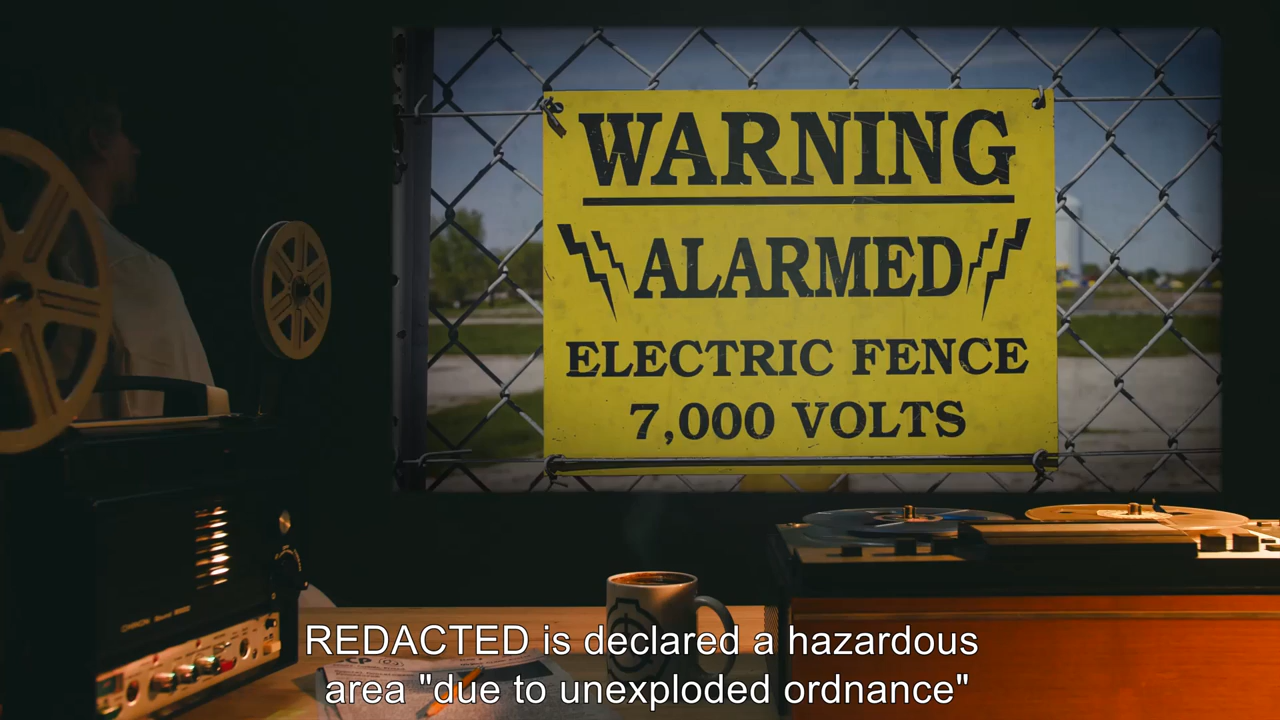 WARNING
ALARMED
ELECTRIC FENCE
7,000 VOLTS
REDACTED is declared a hazardous
area "due to unexploded ordnance"